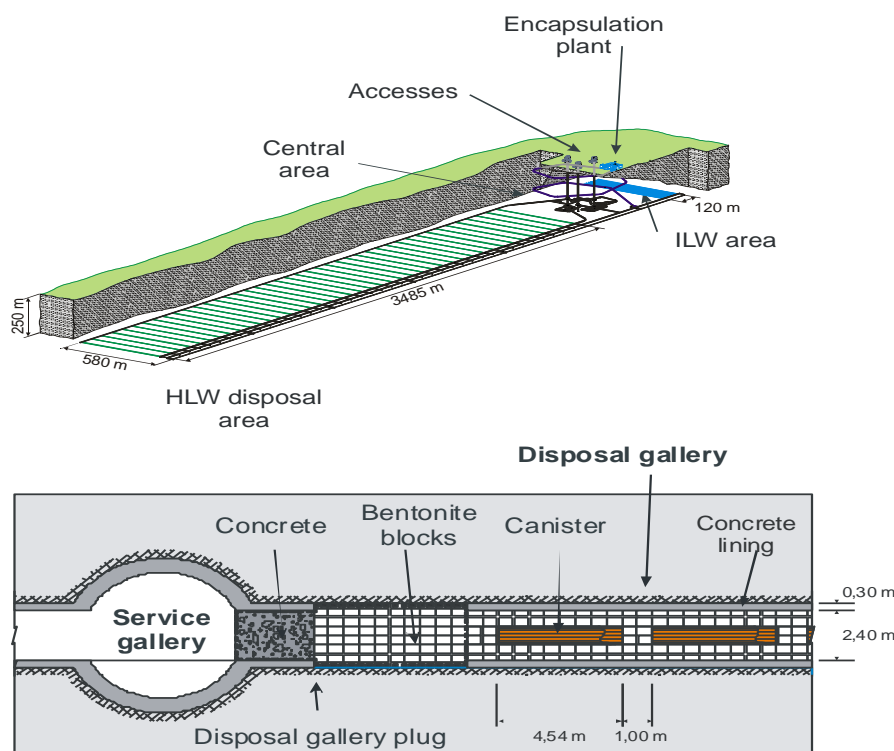 Encapsulation
plant
Accesses
Central
area
120 m
ILW area
3485 m
250 m
580 m
HLW disposal
area
Disposal gallery
Concrete
Bentonite
blocks
Canister
Concrete
lining
0,30 m
Service
gallery
2,40 m
4,54 m
1,00 m
Disposal gallery plug